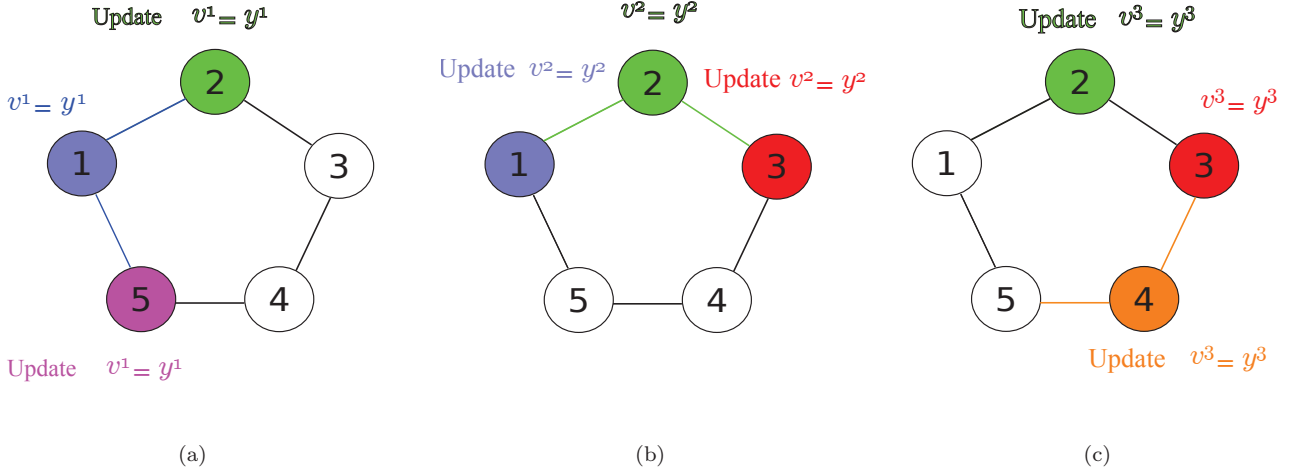 Update v¹ = y¹
v¹ = y¹
2
1
3
5
4
Update v¹ = y¹
(a)
v² = y²
Update v² = y²
Update v² = y²
2
1
3
5
4
(b)
Update v³ = y³
v³ = y³
2
1
3
5
4
Update v³ = y³
(c)